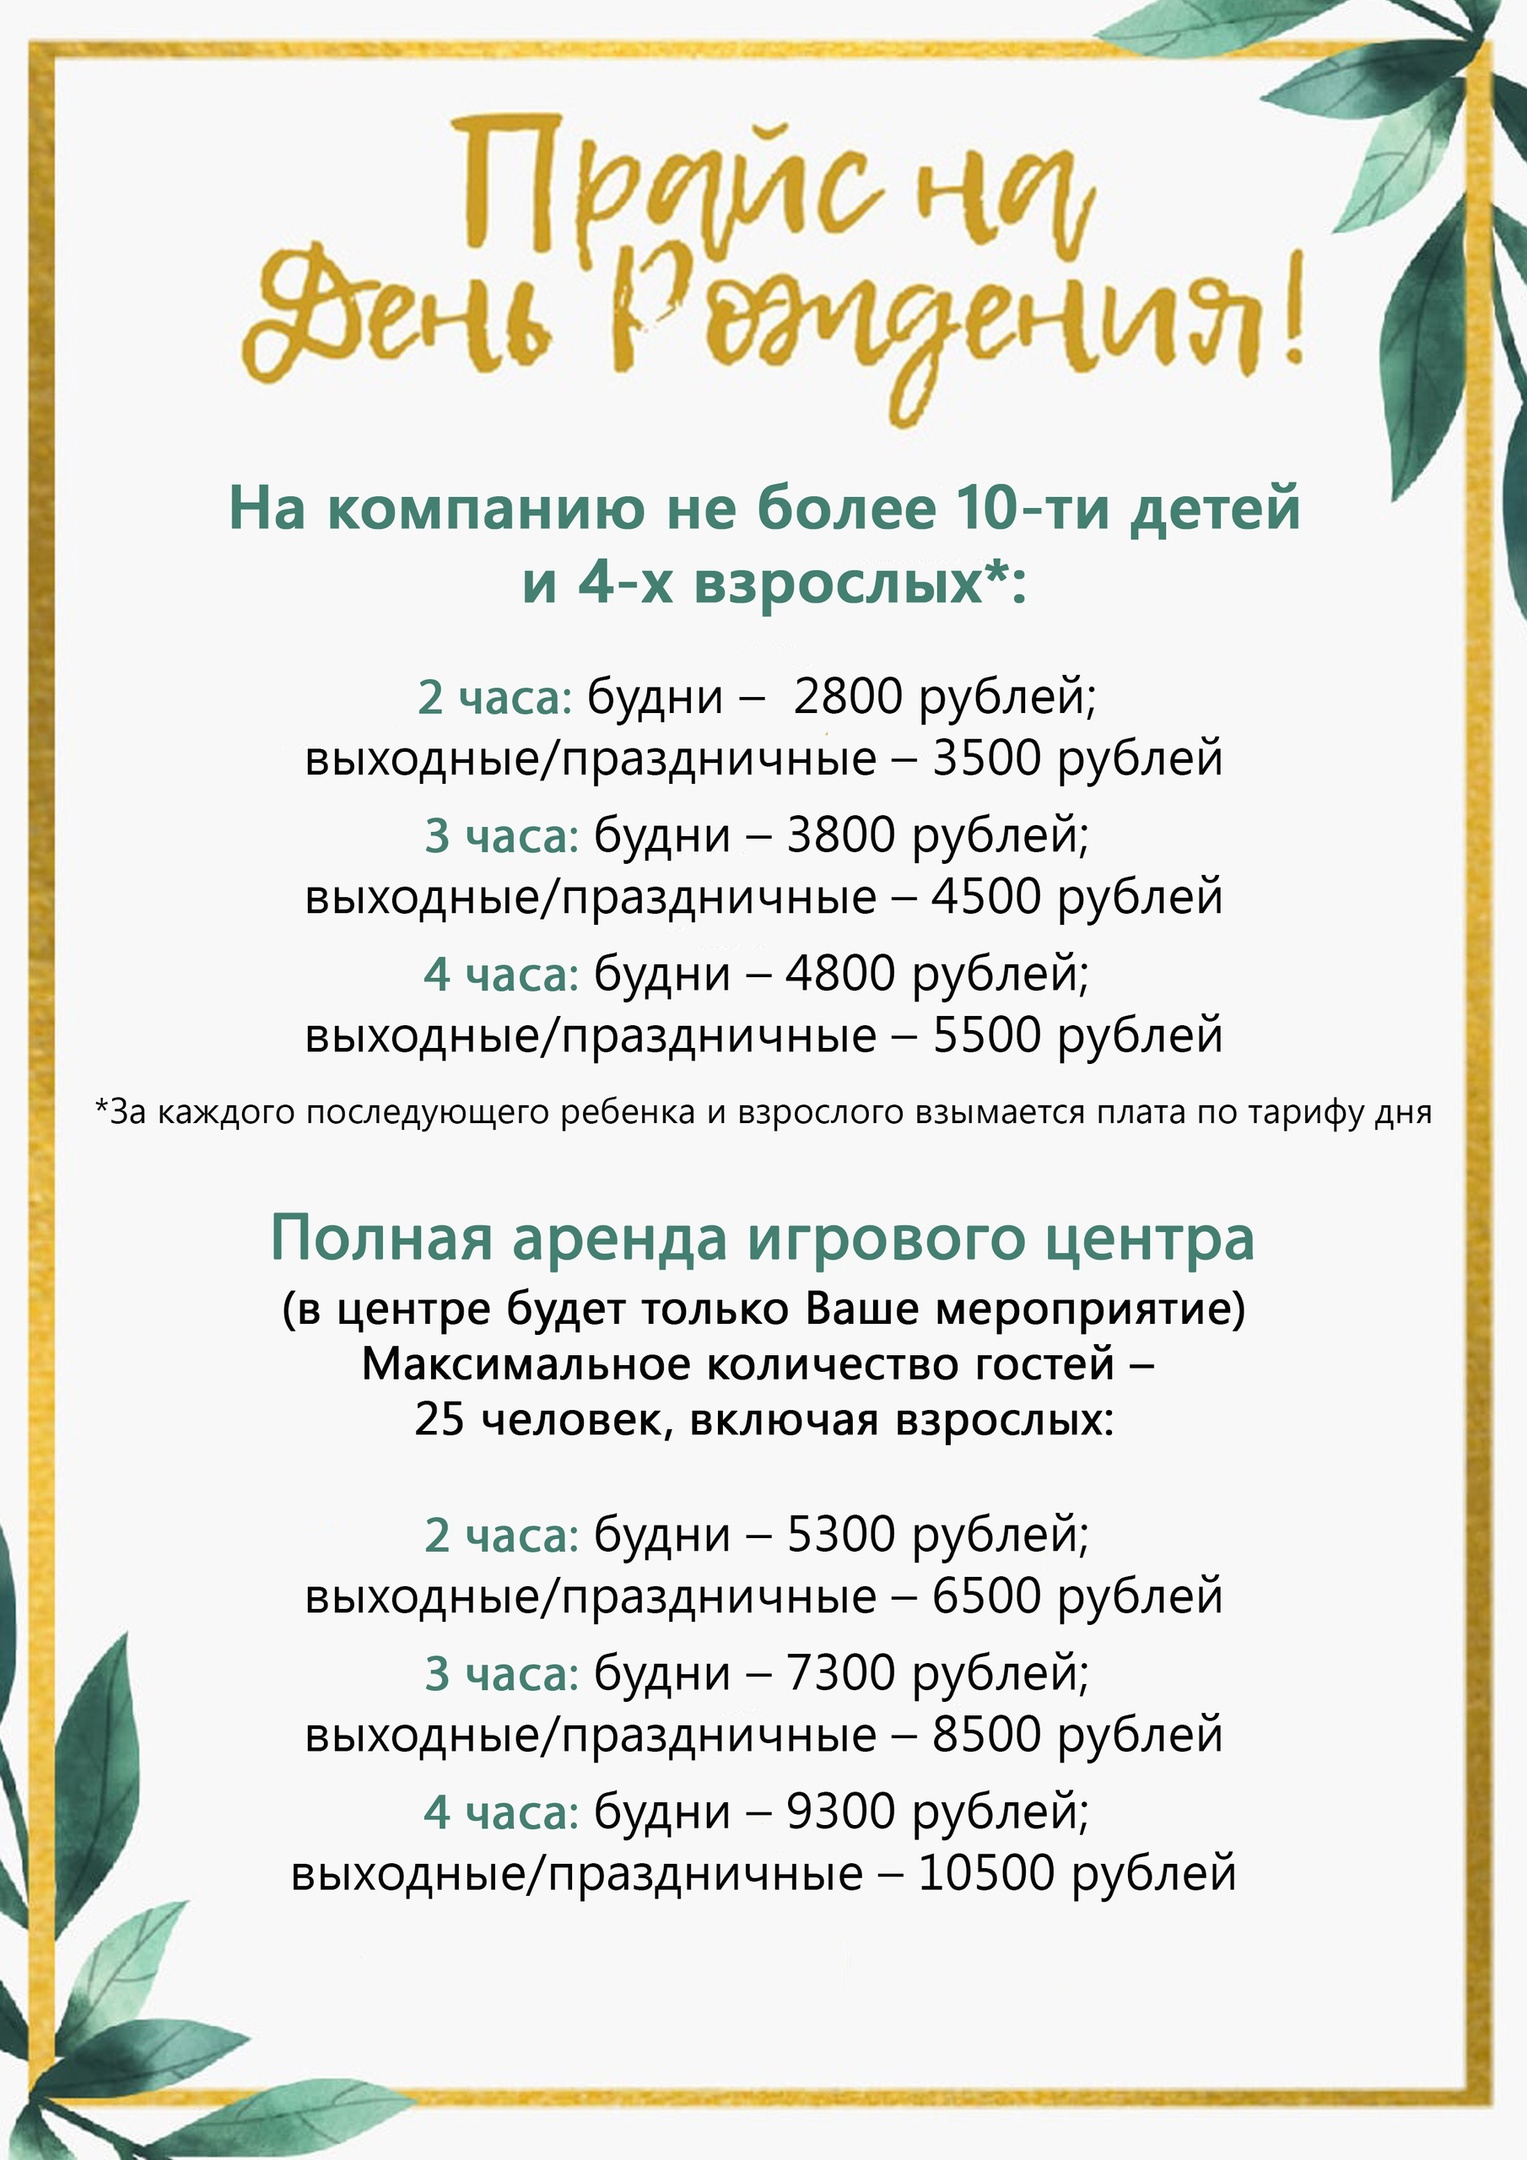 Прайс на
День Рождения!
На компанию не более 10-ти детей
и 4-х взрослых*:
2 часа: будни – 2800 рублей;
выходные/праздничные – 3500 рублей
3 часа: будни – 3800 рублей;
выходные/праздничные – 4500 рублей
4 часа: будни – 4800 рублей;
выходные/праздничные – 5500 рублей
*За каждого последующего ребенка и взрослого взымается плата по тарифу дня
Полная аренда игрового центра
(в центре будет только Ваше мероприятие)
Максимальное количество гостей –
25 человек, включая взрослых:
2 часа: будни – 5300 рублей;
выходные/праздничные – 6500 рублей
3 часа: будни – 7300 рублей;
выходные/праздничные – 8500 рублей
4 часа: будни – 9300 рублей;
выходные/праздничные – 10500 рублей